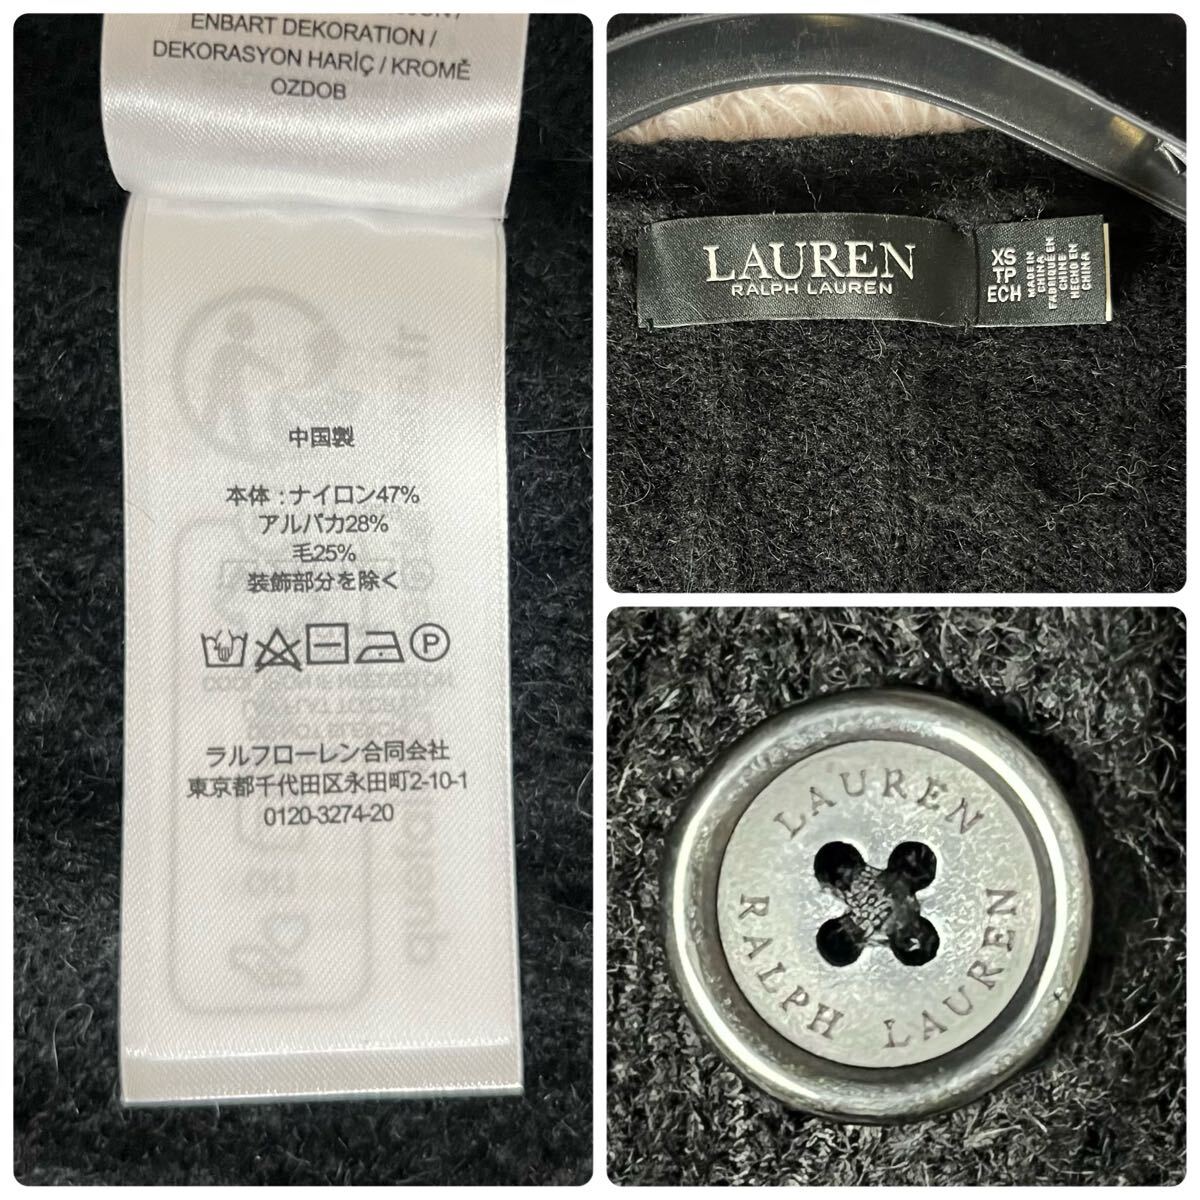 ENBART DEKORATION /
DEKORASYON HARİÇ / KROMĚ
OZDOB
中国製
本体 : ナイロン47%
アルパカ28%
毛25%
装飾部分を除く
P
ラルフローレン合同会社
東京都千代田区永田町2-10-1
0120-3274-20
LAUREN
RALPH LAUREN
XS
TP
ECH
MADE IN
CHINA
FABRIQUE EN
CHINE
HECHO EN
CHINA
LAUREN
RALPH LAUREN